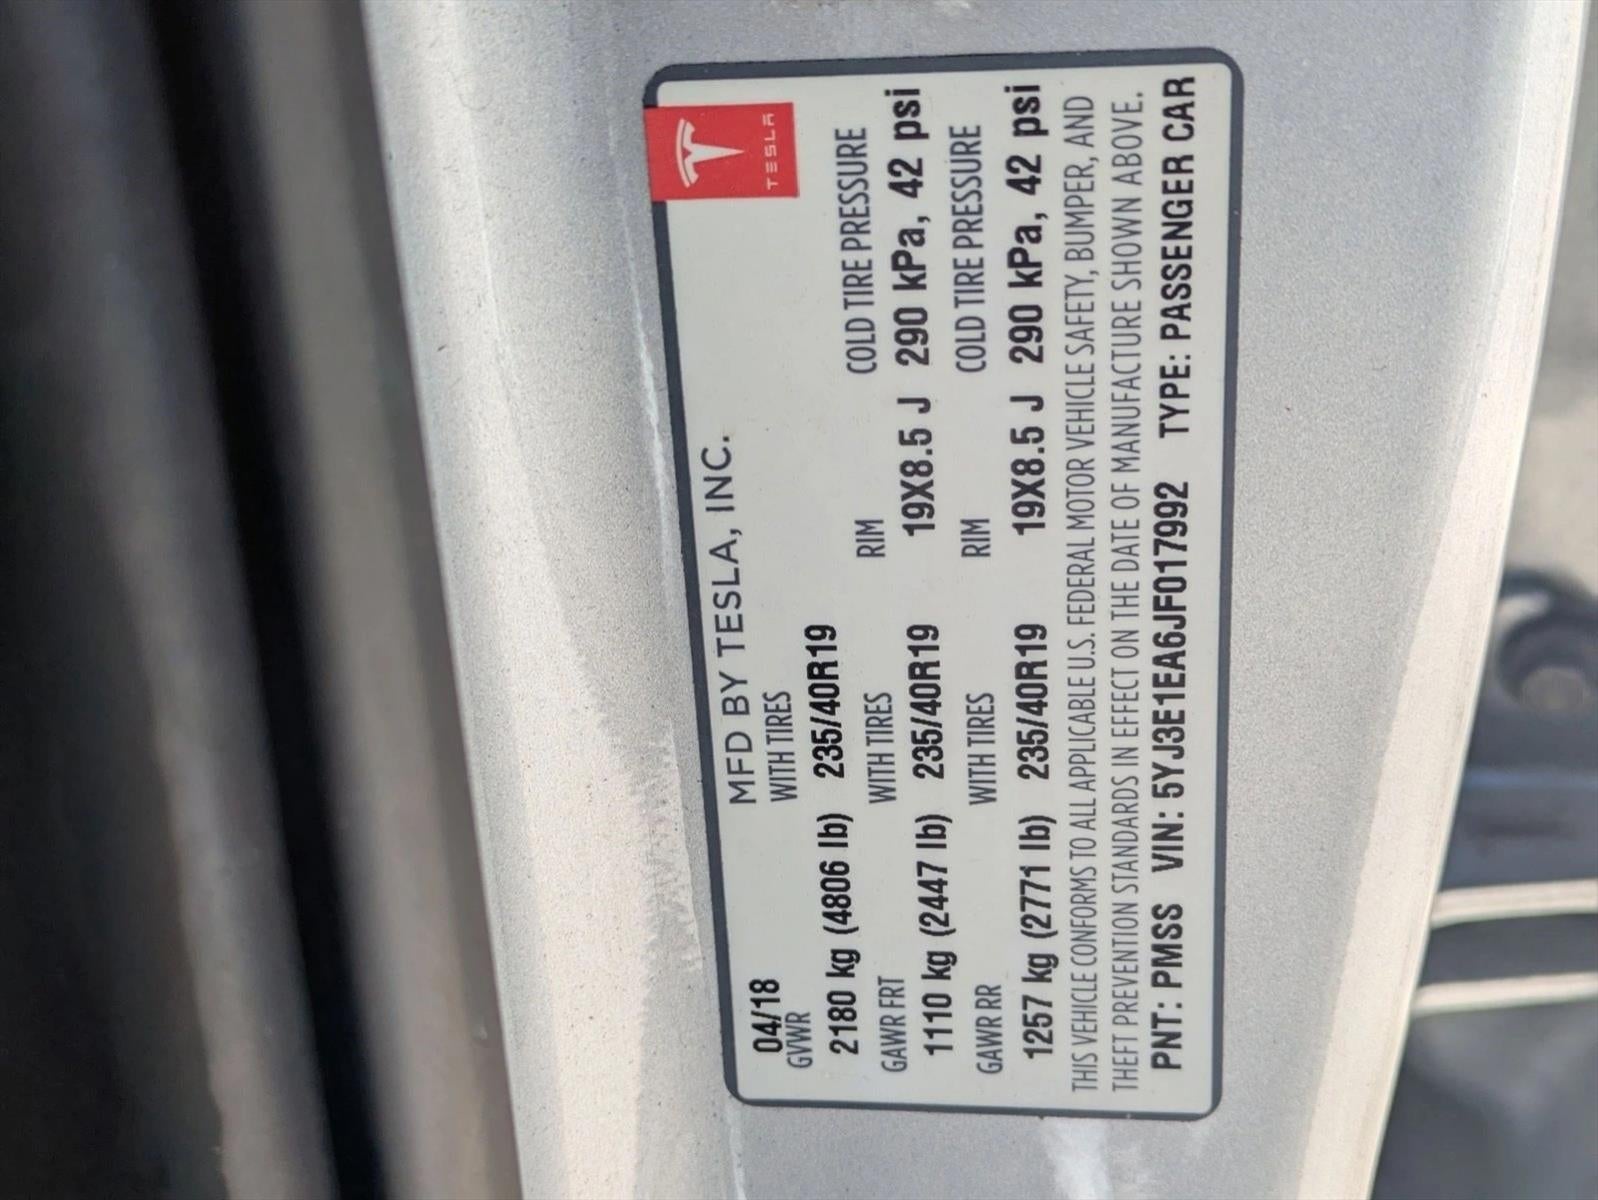 TESLA
04/18 MFD BY TESLA, INC.
GVWR WITH TIRES
2180 kg (4806 lb) 235/40R19
GAWR FRT WITH TIRES RIM COLD TIRE PRESSURE
1110 kg (2447 lb) 235/40R19 19X8.5 J 290 kPa, 42 psi
GAWR RR WITH TIRES RIM COLD TIRE PRESSURE
1257 kg (2771 lb) 235/40R19 19X8.5 J 290 kPa, 42 psi
THIS VEHICLE CONFORMS TO ALL APPLICABLE U.S. FEDERAL MOTOR VEHICLE SAFETY, BUMPER, AND
THEFT PREVENTION STANDARDS IN EFFECT ON THE DATE OF MANUFACTURE SHOWN ABOVE.
PNT: PMSS VIN: 5YJ3E1EA6JF017992 TYPE: PASSENGER CAR